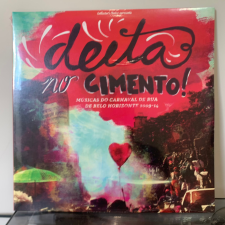 deita
no CIMENTO!
MÚSICAS DO CARNAVAL DE RUA
DE BELO HORIZONTE 2009-14